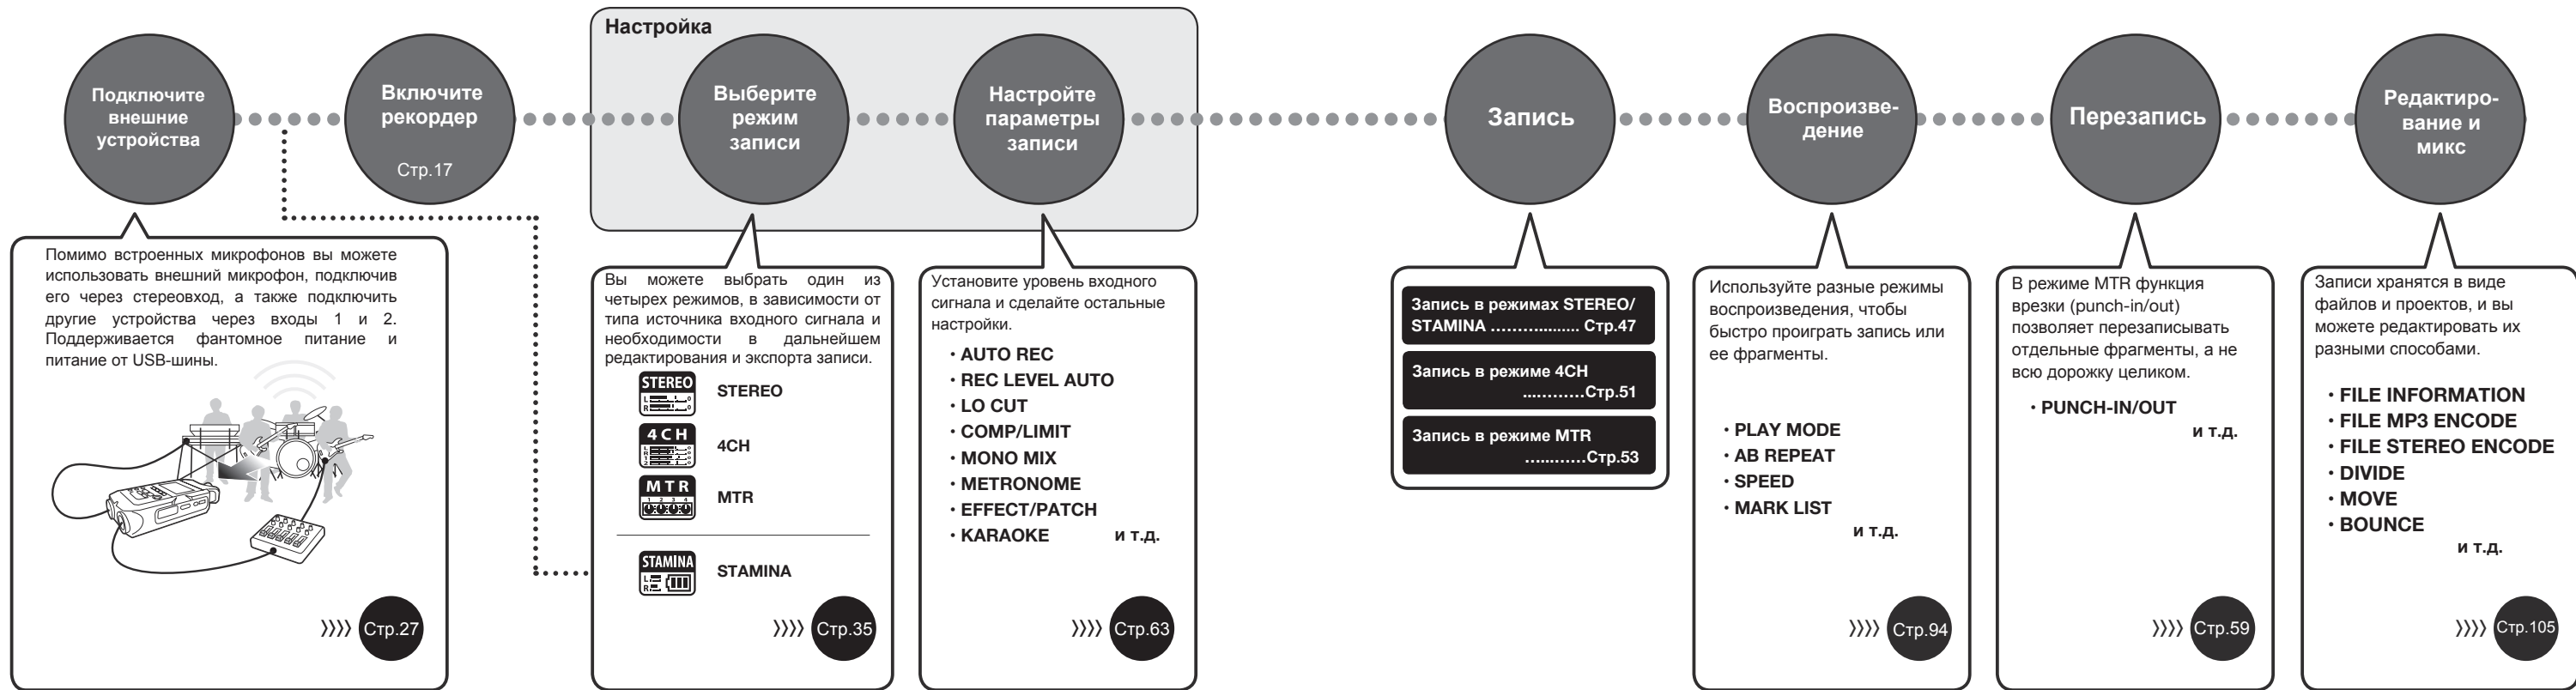 Настройка
Подключите
внешние
устройства
Включите
рекордер
Стр.17
Выберите
режим
записи
Настройте
параметры
записи
Запись
Воспроизве-
дение
Перезапись
Редактиро-
вание и
микс
Помимо встроенных микрофонов вы можете
использовать внешний микрофон, подключив
его через стереовход, а также подключить
другие устройства через входы 1 и 2.
Поддерживается фантомное питание и
питание от USB-шины.
〉〉〉〉 Стр.27
Вы можете выбрать один из
четырех режимов, в зависимости от
типа источника входного сигнала и
необходимости в дальнейшем
редактирования и экспорта записи.
STEREO
L
R
STEREO
4CH
L
R
1
2
4CH
MTR
1 2 3 4
MTR
STAMINA
L
R
STAMINA
〉〉〉〉 Стр.35
Установите уровень входного
сигнала и сделайте остальные
настройки.
・AUTO REC
・REC LEVEL AUTO
・LO CUT
・COMP/LIMIT
・MONO MIX
・METRONOME
・EFFECT/PATCH
・KARAOKE и т.д.
〉〉〉〉 Стр.63
Запись в режимах STEREO/
STAMINA .................. Стр.47
Запись в режиме 4CH
............Стр.51
Запись в режиме MTR
............Стр.53
Используйте разные режимы
воспроизведения, чтобы
быстро проиграть запись или
ее фрагменты.
・PLAY MODE
・AB REPEAT
・SPEED
・MARK LIST
и т.д.
〉〉〉〉 Стр.94
В режиме MTR функция
врезки (punch-in/out)
позволяет перезаписывать
отдельные фрагменты, а не
всю дорожку целиком.
・PUNCH-IN/OUT
и т.д.
〉〉〉〉 Стр.59
Записи хранятся в виде
файлов и проектов, и вы
можете редактировать их
разными способами.
・FILE INFORMATION
・FILE MP3 ENCODE
・FILE STEREO ENCODE
・DIVIDE
・MOVE
・BOUNCE
и т.д.
〉〉〉〉 Стр.105